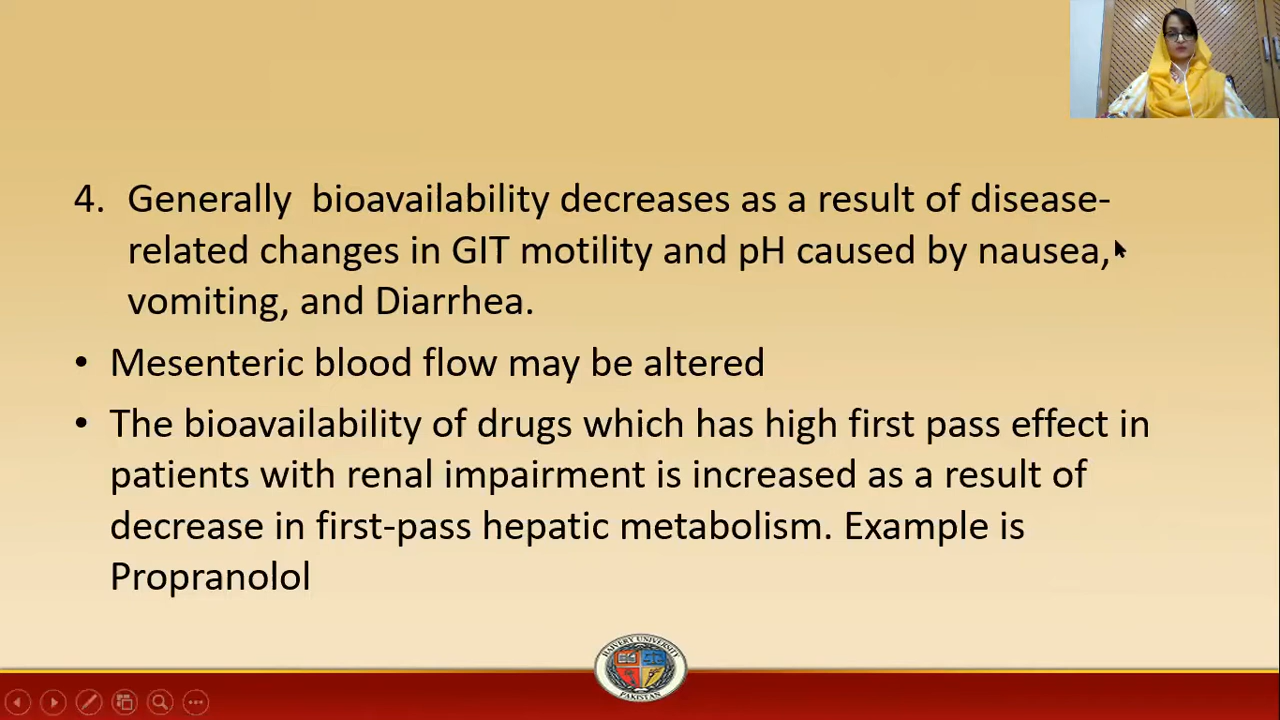 4. Generally bioavailability decreases as a result of disease-
related changes in GIT motility and pH caused by nausea,
vomiting, and Diarrhea.
• Mesenteric blood flow may be altered
• The bioavailability of drugs which has high first pass effect in
patients with renal impairment is increased as a result of
decrease in first-pass hepatic metabolism. Example is
Propranolol
PAKISTAN